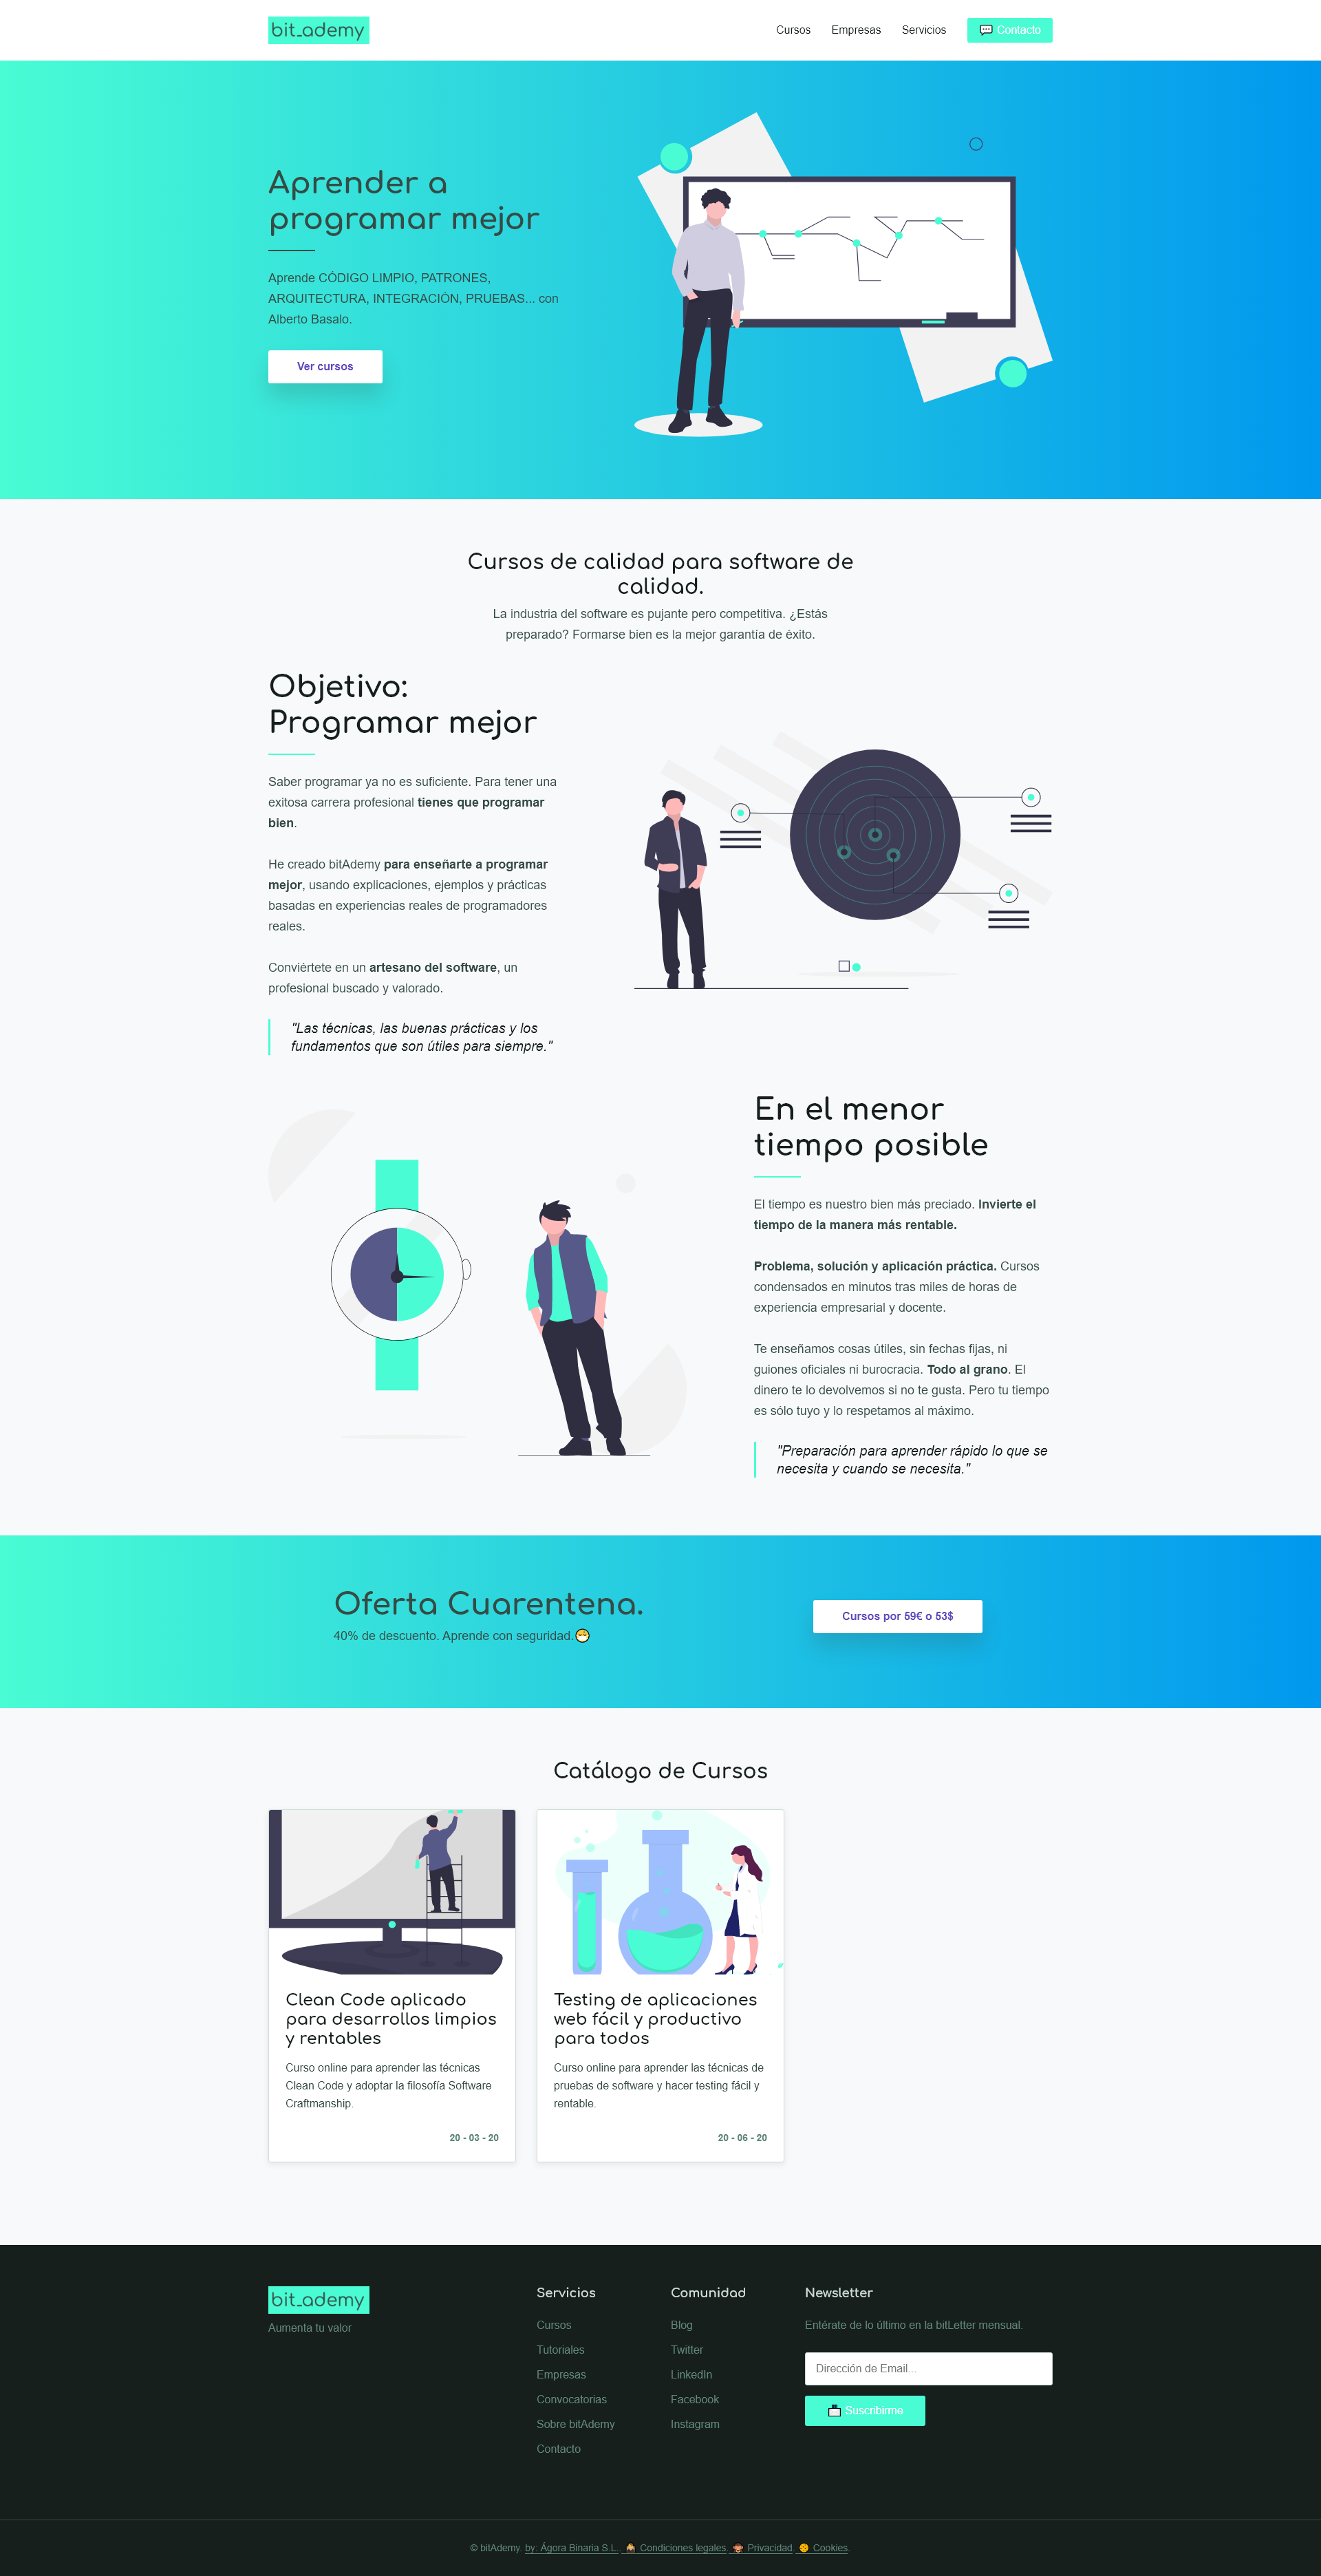 bit_ademy
Cursos
Empresas
Servicios
💬 Contacto
Aprender a
programar mejor
Aprende CÓDIGO LIMPIO, PATRONES,
ARQUITECTURA, INTEGRACIÓN, PRUEBAS... con
Alberto Basalo.
Ver cursos
Cursos de calidad para software de
calidad.
La industria del software es pujante pero competitiva. ¿Estás
preparado? Formarse bien es la mejor garantía de éxito.
Objetivo:
Programar mejor
Saber programar ya no es suficiente. Para tener una
exitosa carrera profesional tienes que programar
bien.
He creado bitAdemy para enseñarte a programar
mejor, usando explicaciones, ejemplos y prácticas
basadas en experiencias reales de programadores
reales.
Conviértete en un artesano del software, un
profesional buscado y valorado.
"Las técnicas, las buenas prácticas y los
fundamentos que son útiles para siempre."
En el menor
tiempo posible
El tiempo es nuestro bien más preciado. Invierte el
tiempo de la manera más rentable.
Problema, solución y aplicación práctica. Cursos
condensados en minutos tras miles de horas de
experiencia empresarial y docente.
Te enseñamos cosas útiles, sin fechas fijas, ni
guiones oficiales ni burocracia. Todo al grano. El
dinero te lo devolvemos si no te gusta. Pero tu tiempo
es sólo tuyo y lo respetamos al máximo.
"Preparación para aprender rápido lo que se
necesita y cuando se necesita."
Oferta Cuarentena.
40% de descuento. Aprende con seguridad.😷
Cursos por 59€ o 53$
Catálogo de Cursos
Clean Code aplicado
para desarrollos limpios
y rentables
Curso online para aprender las técnicas
Clean Code y adoptar la filosofía Software
Craftmanship.
20 - 03 - 20
Testing de aplicaciones
web fácil y productivo
para todos
Curso online para aprender las técnicas de
pruebas de software y hacer testing fácil y
rentable.
20 - 06 - 20
bit_ademy
Aumenta tu valor
Servicios
Cursos
Tutoriales
Empresas
Convocatorias
Sobre bitAdemy
Contacto
Comunidad
Blog
Twitter
LinkedIn
Facebook
Instagram
Newsletter
Entérate de lo último en la bitLetter mensual.
Dirección de Email...
📩 Suscribirme
© bitAdemy. by: Ágora Binaria S.L.. Condiciones legales. Privacidad. 🍪 Cookies.